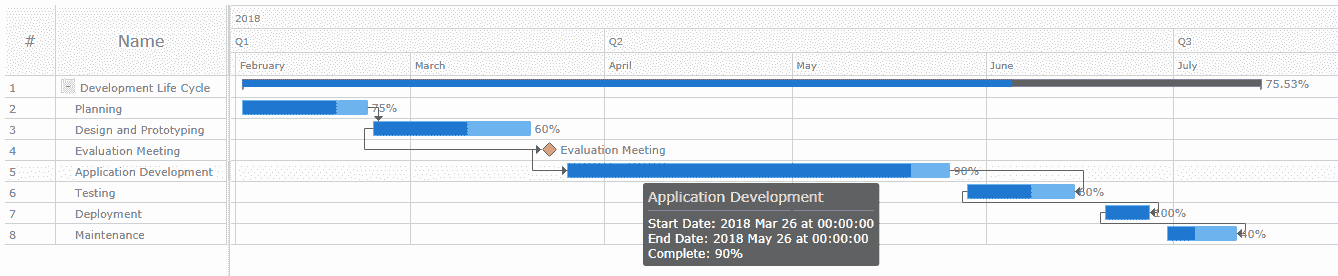 2018
# Name
Q1 Q2 Q3
February March April May June July
1 Development Life Cycle 75.53%
2 Planning 75%
3 Design and Prototyping 60%
4 Evaluation Meeting Evaluation Meeting
5 Application Development 90%
6 Testing 60%
7 Deployment 100%
8 Maintenance 40%
Application Development
Start Date: 2018 Mar 26 at 00:00:00
End Date: 2018 May 26 at 00:00:00
Complete: 90%